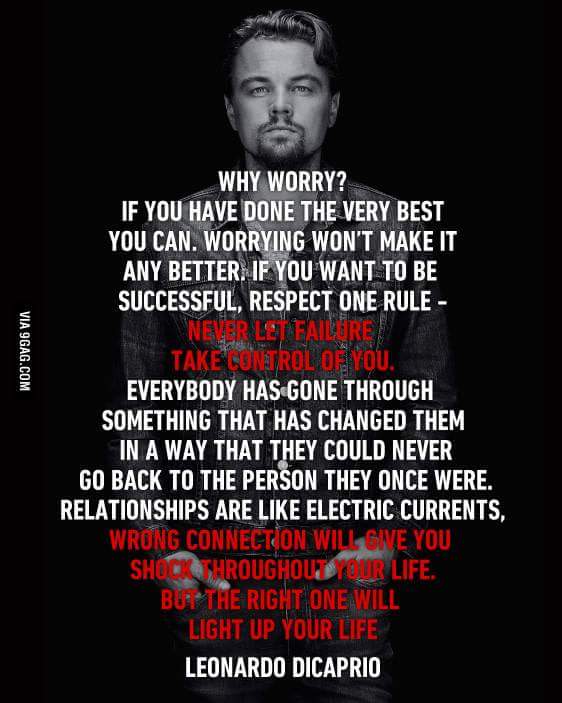 WHY WORRY?
IF YOU HAVE DONE THE VERY BEST
YOU CAN. WORRYING WON'T MAKE IT
ANY BETTER. IF YOU WANT TO BE
SUCCESSFUL, RESPECT ONE RULE -
NEVER LET FAILURE
TAKE CONTROL OF YOU.
EVERYBODY HAS GONE THROUGH
SOMETHING THAT HAS CHANGED THEM
IN A WAY THAT THEY COULD NEVER
GO BACK TO THE PERSON THEY ONCE WERE.
RELATIONSHIPS ARE LIKE ELECTRIC CURRENTS,
WRONG CONNECTION WILL GIVE YOU
SHOCK THROUGHOUT YOUR LIFE.
BUT THE RIGHT ONE WILL
LIGHT UP YOUR LIFE
LEONARDO DICAPRIO
VIA 9GAG.COM